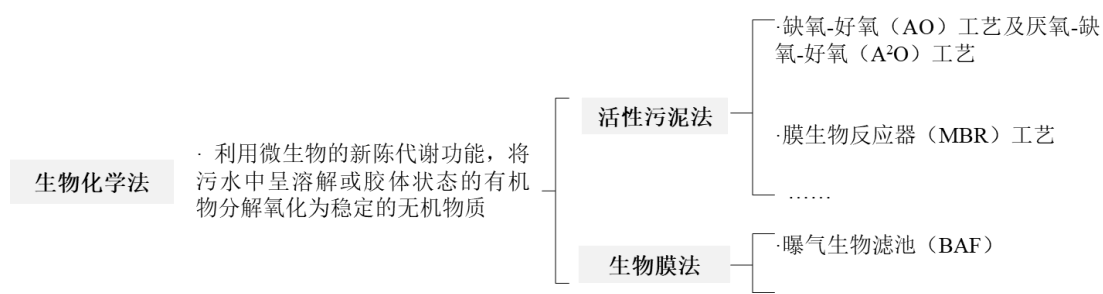 生物化学法
· 利用微生物的新陈代谢功能，将
污水中呈溶解或胶体状态的有机
物分解氧化为稳定的无机物质
活性污泥法
·缺氧-好氧（AO）工艺及厌氧-缺
氧-好氧（A²O）工艺
·膜生物反应器（MBR）工艺
……
生物膜法
·曝气生物滤池（BAF）